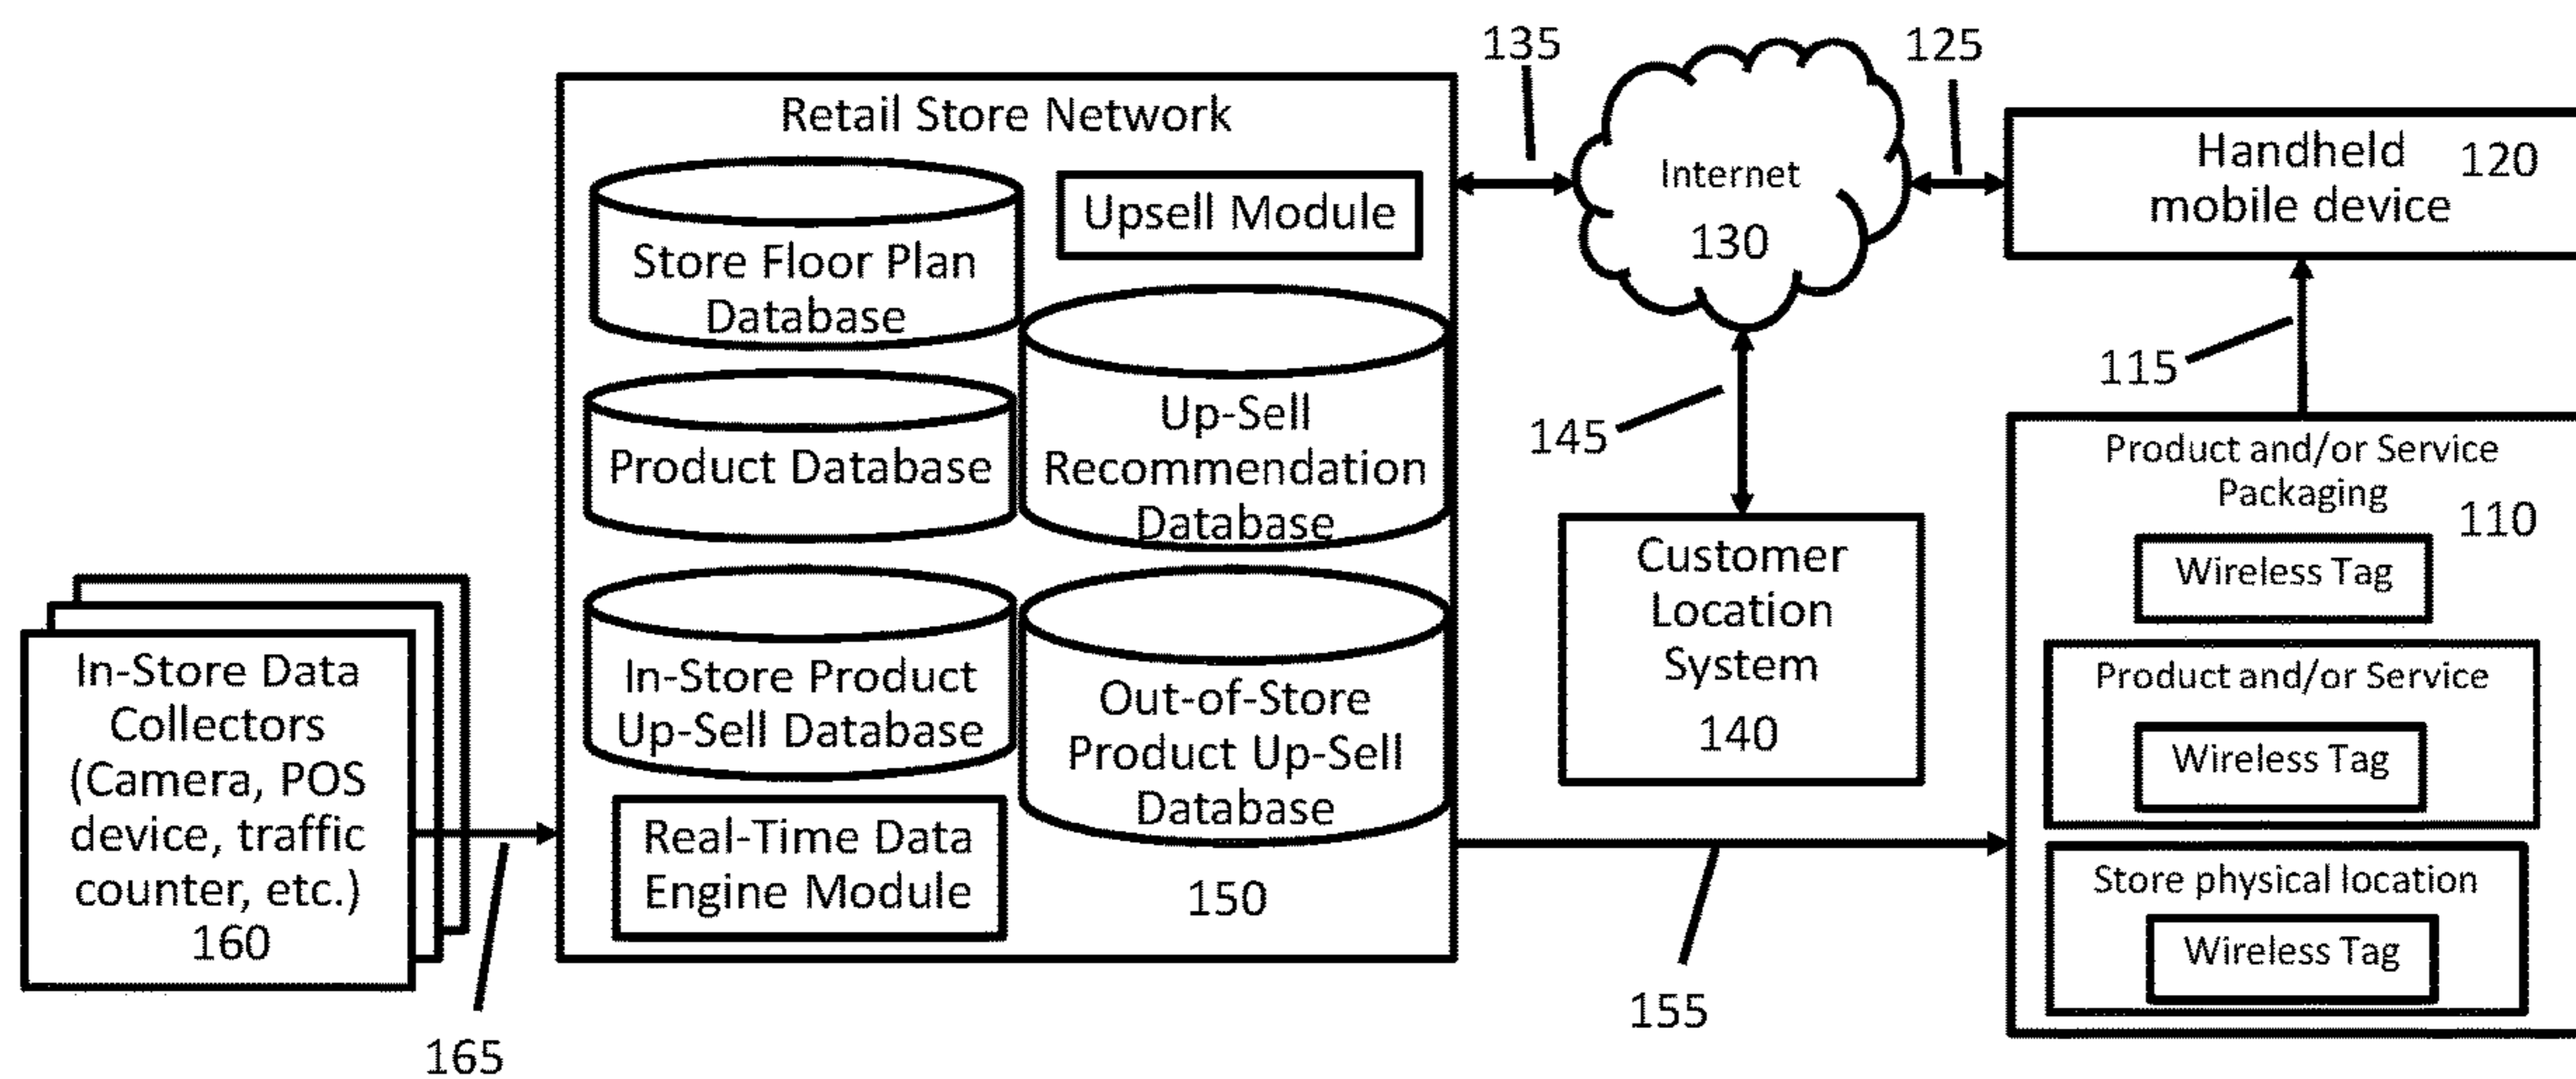 135
125
Retail Store Network
Handheld 120
mobile device
Internet
130
Upsell Module
Store Floor Plan
Database
115
145
Up-Sell
Recommendation
Database
Product Database
Product and/or Service
Packaging
110
Wireless Tag
Customer
Location
System
140
In-Store Data
Collectors
(Camera, POS
device, traffic
counter, etc.)
160
In-Store Product
Up-Sell Database
Out-of-Store
Product Up-Sell
Database
Product and/or Service
Wireless Tag
Real-Time Data
Engine Module
150
Store physical location
Wireless Tag
155
165